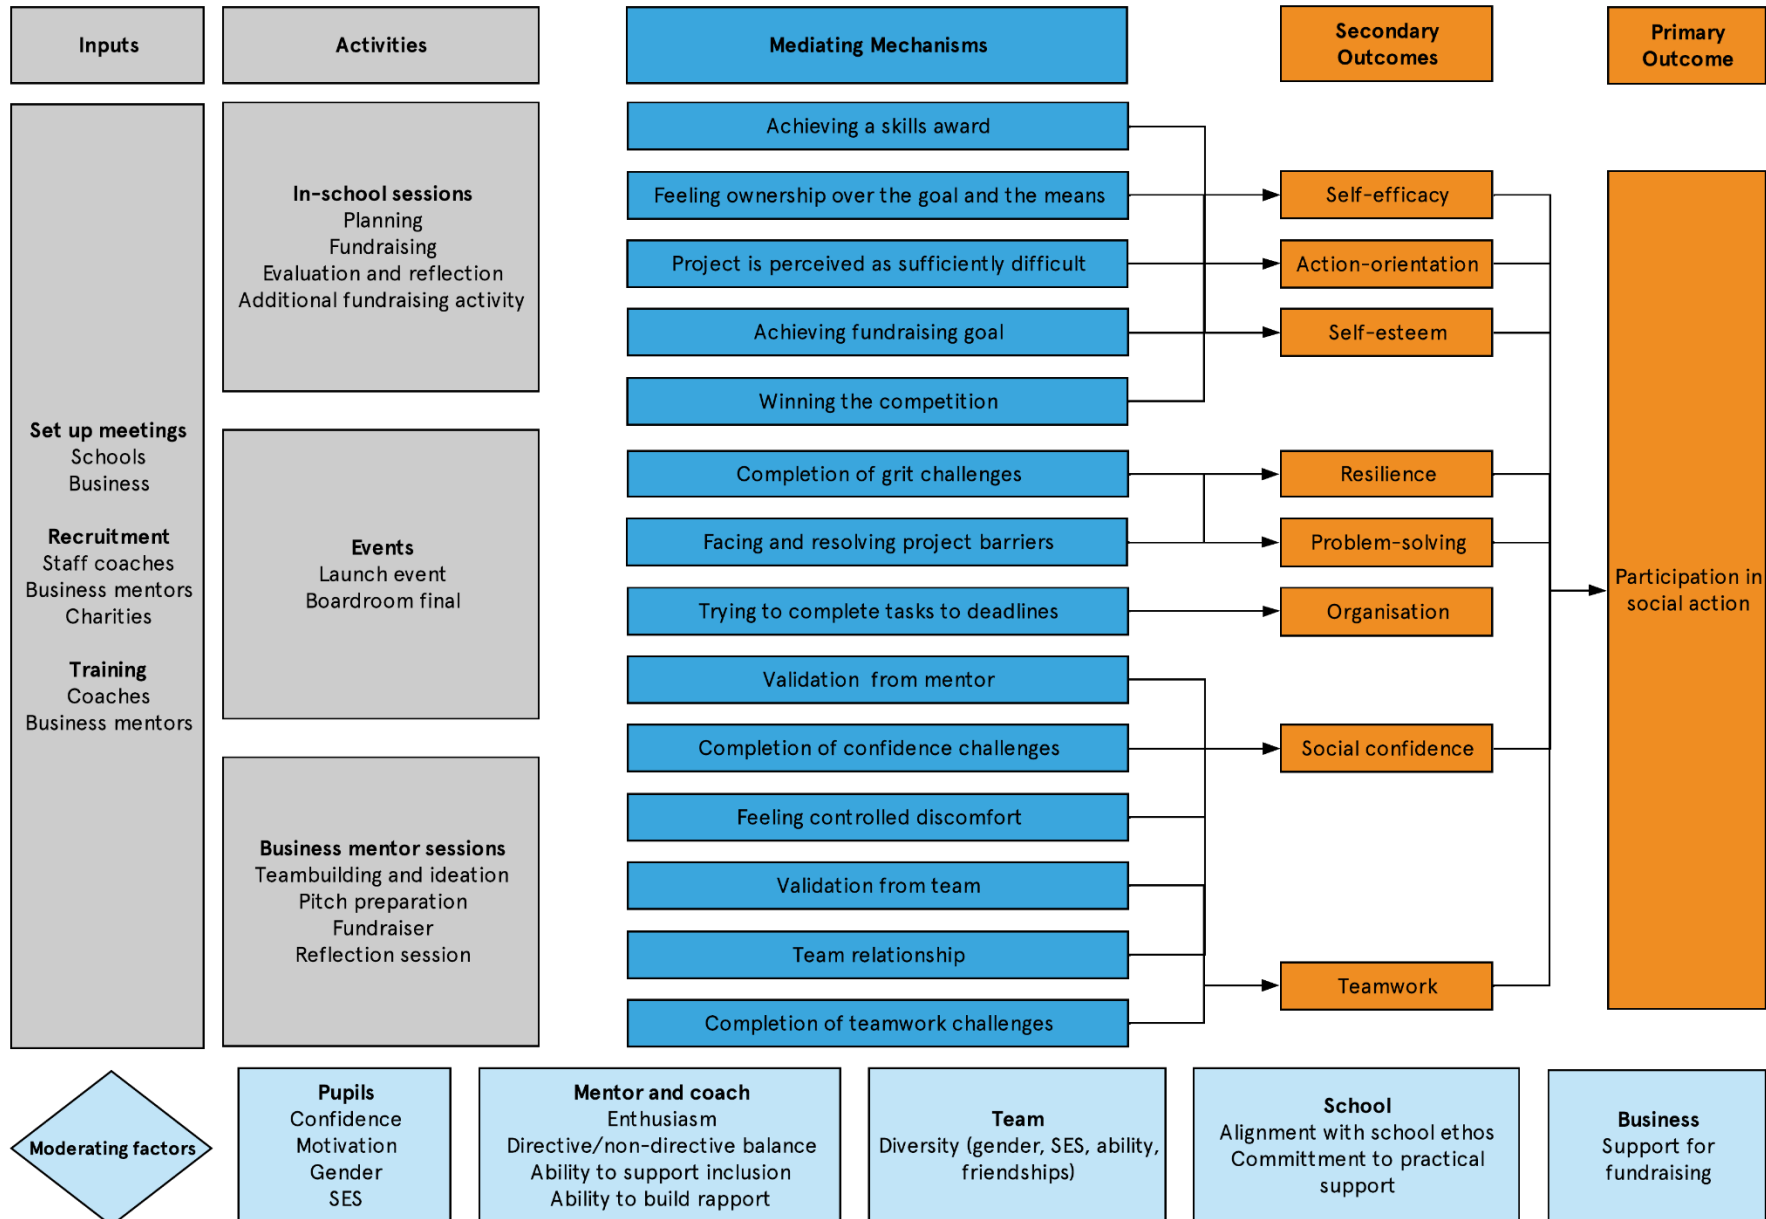 Inputs
Activities
Mediating Mechanisms
Secondary
Outcomes
Primary
Outcome
Set up meetings
Schools
Business
Recruitment
Staff coaches
Business mentors
Charities
Training
Coaches
Business mentors
In-school sessions
Planning
Fundraising
Evaluation and reflection
Additional fundraising activity
Events
Launch event
Boardroom final
Business mentor sessions
Teambuilding and ideation
Pitch preparation
Fundraiser
Reflection session
Achieving a skills award
Feeling ownership over the goal and the means
Project is perceived as sufficiently difficult
Achieving fundraising goal
Winning the competition
Completion of grit challenges
Facing and resolving project barriers
Trying to complete tasks to deadlines
Validation from mentor
Completion of confidence challenges
Feeling controlled discomfort
Validation from team
Team relationship
Completion of teamwork challenges
Self-efficacy
Action-orientation
Self-esteem
Resilience
Problem-solving
Organisation
Social confidence
Teamwork
Participation in
social action
Moderating factors
Pupils
Confidence
Motivation
Gender
SES
Mentor and coach
Enthusiasm
Directive/non-directive balance
Ability to support inclusion
Ability to build rapport
Team
Diversity (gender, SES, ability,
friendships)
School
Alignment with school ethos
Committment to practical
support
Business
Support for
fundraising